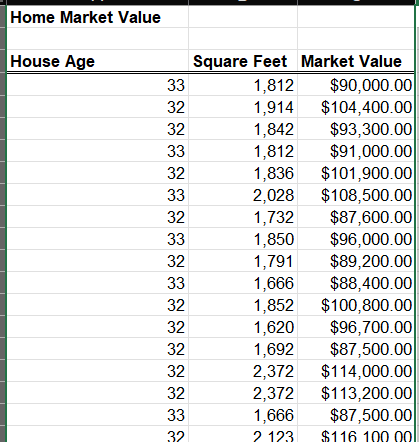 Home Market Value
House Age Square Feet Market Value
33 1,812 $90,000.00
32 1,914 $104,400.00
32 1,842 $93,300.00
33 1,812 $91,000.00
32 1,836 $101,900.00
33 2,028 $108,500.00
32 1,732 $87,600.00
33 1,850 $96,000.00
32 1,791 $89,200.00
33 1,666 $88,400.00
32 1,852 $100,800.00
32 1,620 $96,700.00
32 1,692 $87,500.00
32 2,372 $114,000.00
32 2,372 $113,200.00
33 1,666 $87,500.00
32 2,123 $116,100.00